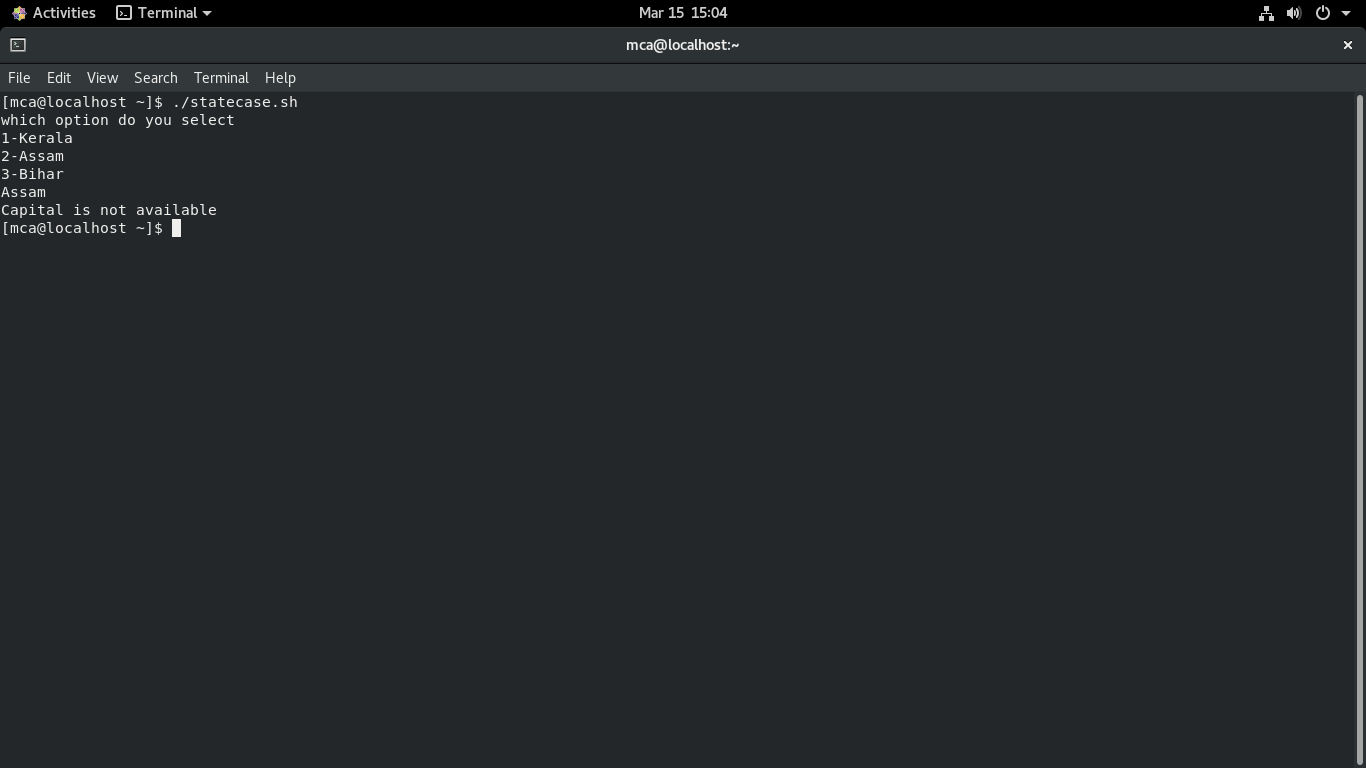 Activities Terminal Mar 15 15:04
mca@localhost:~
File Edit View Search Terminal Help
[mca@localhost ~]$ ./statecase.sh
which option do you select
1-Kerala
2-Assam
3-Bihar
Assam
Capital is not available
[mca@localhost ~]$